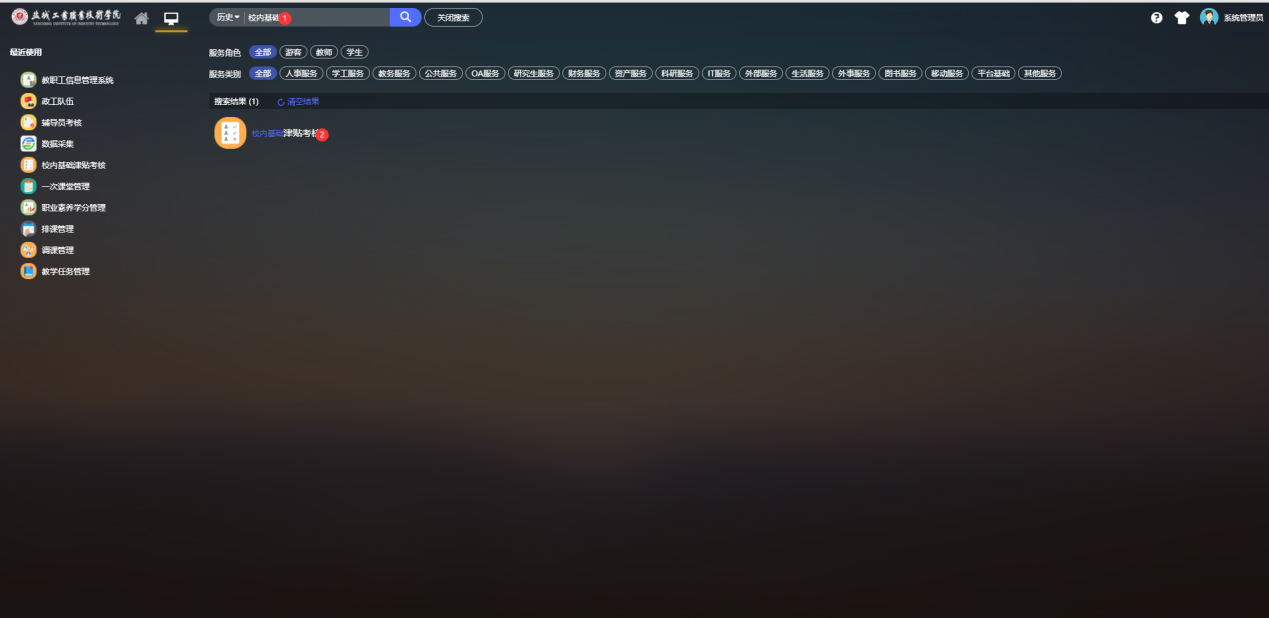 盐城工业职业技术学院
YANCHENG INSTITUTE OF INDUSTRY TECHNOLOGY
历史 校内基础 1
关闭搜索
系统管理员
最近使用
教职工信息管理系统
政工队伍
辅导员考核
数据采集
校内基础津贴考核
一次课堂管理
职业素养学分管理
排课管理
调课管理
教学任务管理
服务角色 全部 游客 教师 学生
服务类别 全部 人事服务 学工服务 教务服务 公共服务 OA服务 研究生服务 财务服务 资产服务 科研服务 IT服务 外部服务 生活服务 外事服务 图书服务 移动服务 平台基础 其他服务
搜索结果 (1) 清空结果
校内基础津贴考核 2